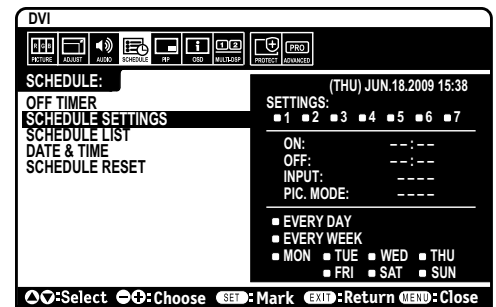 DVI
RGB
PICTURE ADJUST AUDIO SCHEDULE PIP OSD MULTI-DSP PROTECT ADVANCED
1 2
PRO
SCHEDULE:
OFF TIMER
SCHEDULE SETTINGS
SCHEDULE LIST
DATE & TIME
SCHEDULE RESET
(THU) JUN.18.2009 15:38
SETTINGS:
1 2 3 4 5 6 7
ON: --:--
OFF: --:--
INPUT: ----
PIC. MODE: ----
EVERY DAY
EVERY WEEK
MON TUE WED THU
FRI SAT SUN
:Select :Choose SET:Mark EXIT:Return MENU:Close